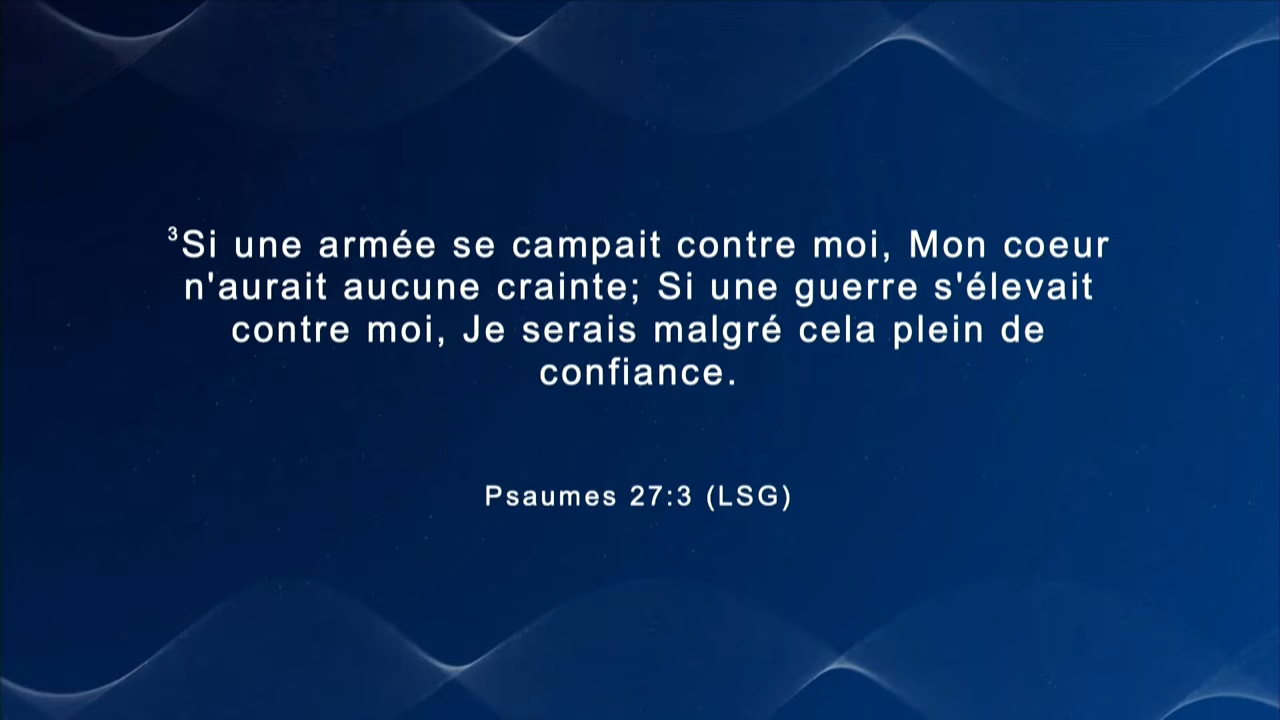 ³Si une armée se campait contre moi, Mon coeur
n'aurait aucune crainte; Si une guerre s'élevait
contre moi, Je serais malgré cela plein de
confiance.
Psaumes 27:3 (LSG)